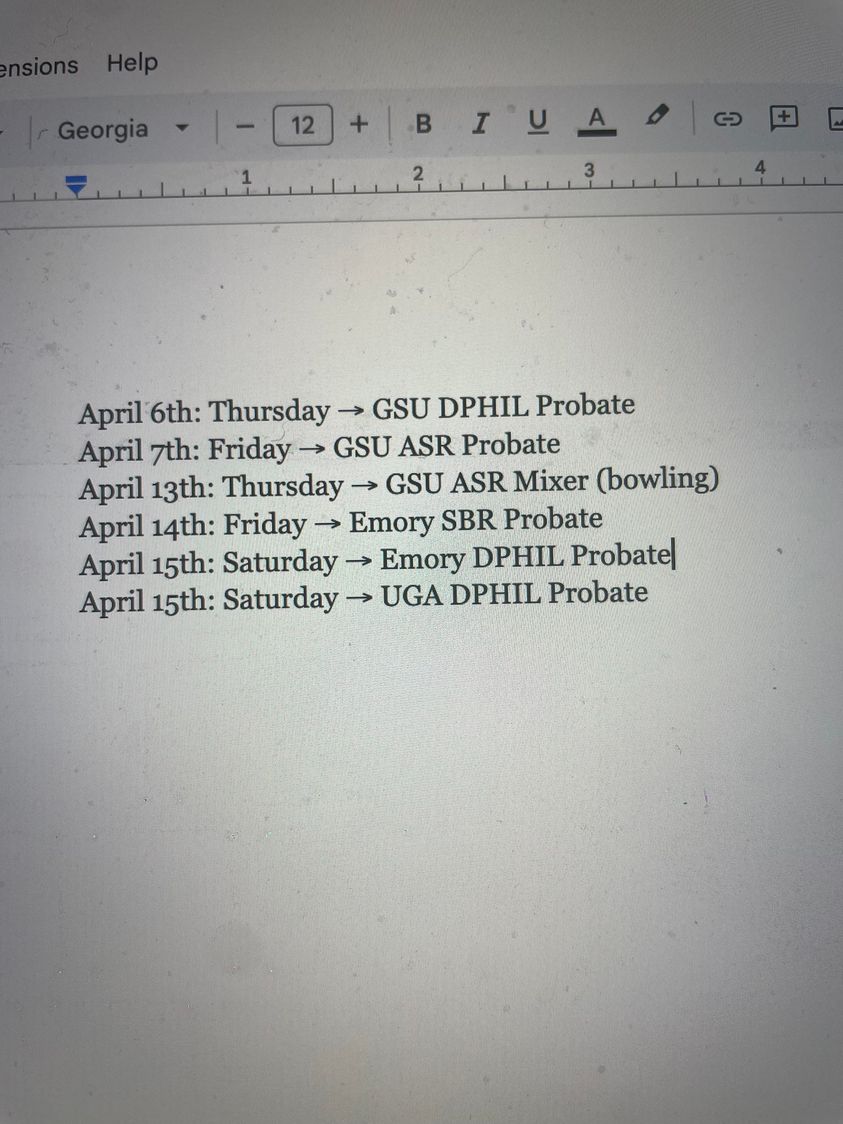 ensions Help
Georgia − 12 + B I U A
1 2 3 4
April 6th: Thursday → GSU DPHIL Probate
April 7th: Friday → GSU ASR Probate
April 13th: Thursday → GSU ASR Mixer (bowling)
April 14th: Friday → Emory SBR Probate
April 15th: Saturday → Emory DPHIL Probate
April 15th: Saturday → UGA DPHIL Probate